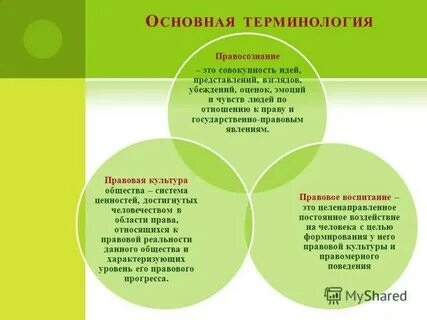 ОСНОВНАЯ ТЕРМИНОЛОГИЯ
Правосознание
– это совокупность идей,
представлений, взглядов,
убеждений, оценок, эмоций
и чувств людей по
отношению к праву и
государственно-правовым
явлениям.
Правовая культура
общества – система
ценностей, достигнутых
человечеством в
области права,
относящихся к
правовой реальности
данного общества и
характеризующих
уровень его правового
прогресса.
Правовое воспитание –
это целенаправленное
постоянное воздействие
на человека с целью
формирования у него
правовой культуры и
правомерного
поведения
MyShared